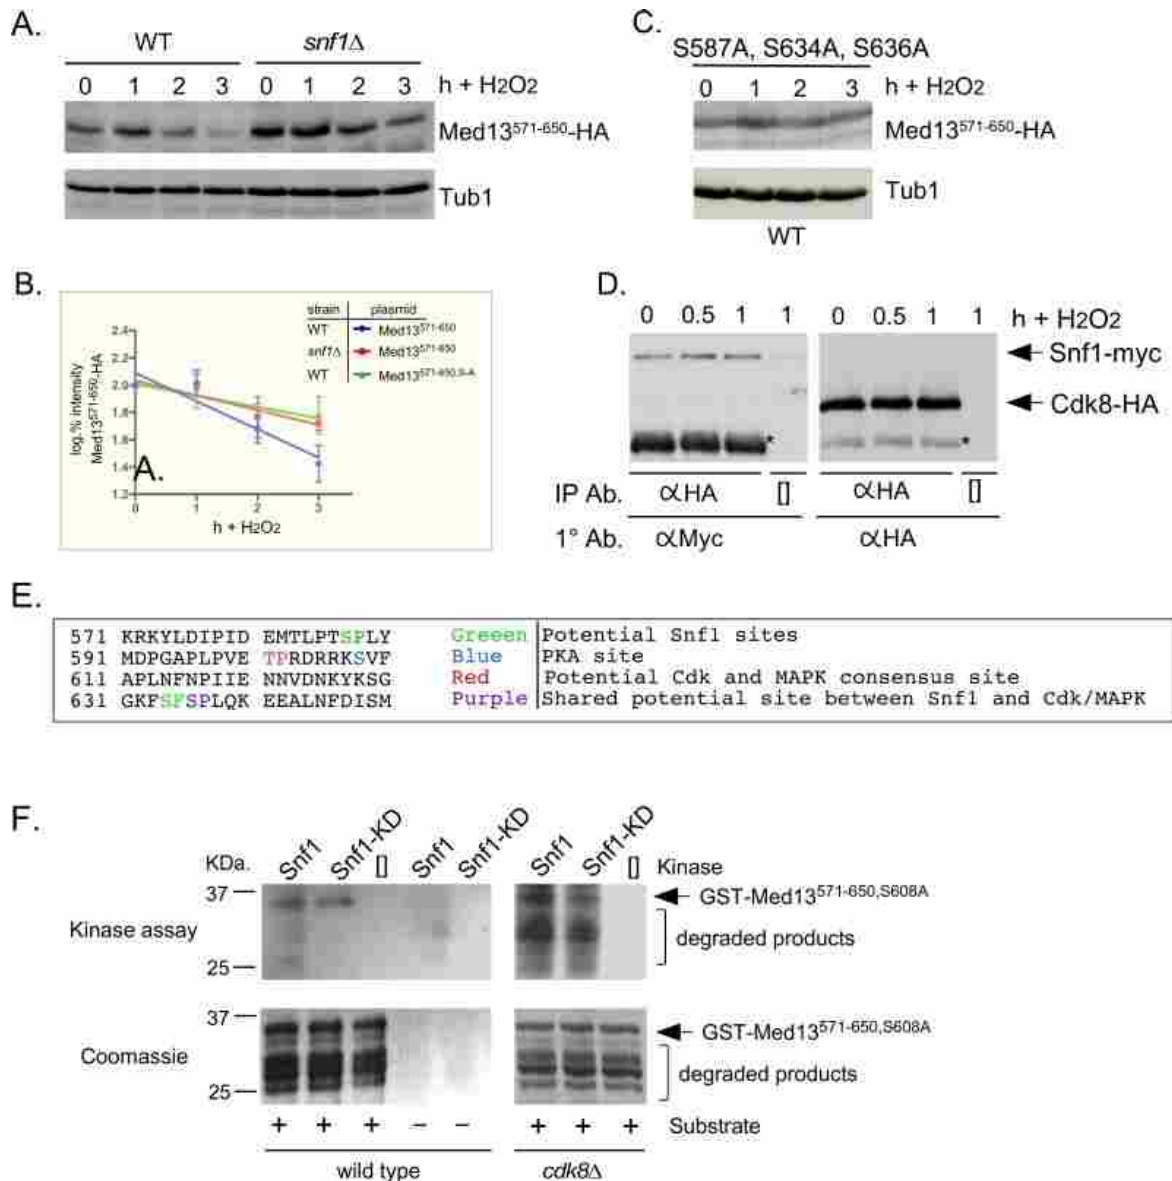 A.
WT snf1Δ
0 1 2 3 0 1 2 3 h + H2O2
Med13571-650-HA
Tub1
C.
S587A, S634A, S636A
0 1 2 3 h + H2O2
Med13571-650-HA
Tub1
WT
B.
strain plasmid
WT Med13571-650
snf1Δ Med13571-650
WT Med13571-650,S-A
log.% intensity
Med13571-650-HA
2.4
2.2
2.0
1.8
1.6
1.4
1.2
A.
0 1 2 3
h + H2O2
D.
0 0.5 1 1 0 0.5 1 1 h + H2O2
Snf1-myc
Cdk8-HA
* *
IP Ab. αHA [] αHA []
1° Ab. αMyc αHA
E.
571 KRKYLDIPID EMTLPTSPLY Greeen Potential Snf1 sites
591 MDPGAPLPVE TPRDRRKSVF Blue PKA site
611 APLNFNPIIE NNVDNKYKSG Red Potential Cdk and MAPK consensus site
631 GKFSFSPLQK EEALNFDISM Purple Shared potential site between Snf1 and Cdk/MAPK
F.
KDa. Snf1 Snf1-KD [] Snf1 Snf1-KD Snf1 Snf1-KD [] Kinase
37 GST-Med13571-650,S608A
Kinase assay degraded products
25
37 GST-Med13571-650,S608A
Coomassie degraded products
25
+ + + – – + + + Substrate
wild type cdk8Δ